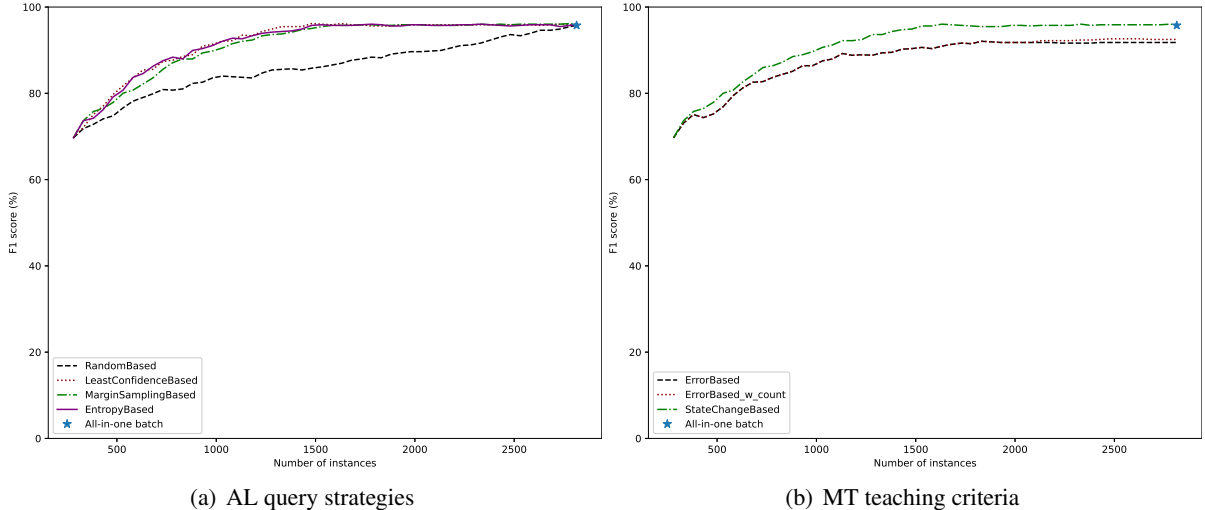 100
80
60
40
20
0
F1 score (%)
500
1000
1500
2000
2500
Number of instances
RandomBased
LeastConfidenceBased
MarginSamplingBased
EntropyBased
All-in-one batch
(a) AL query strategies
100
80
60
40
20
0
F1 score (%)
500
1000
1500
2000
2500
Number of instances
ErrorBased
ErrorBased_w_count
StateChangeBased
All-in-one batch
(b) MT teaching criteria